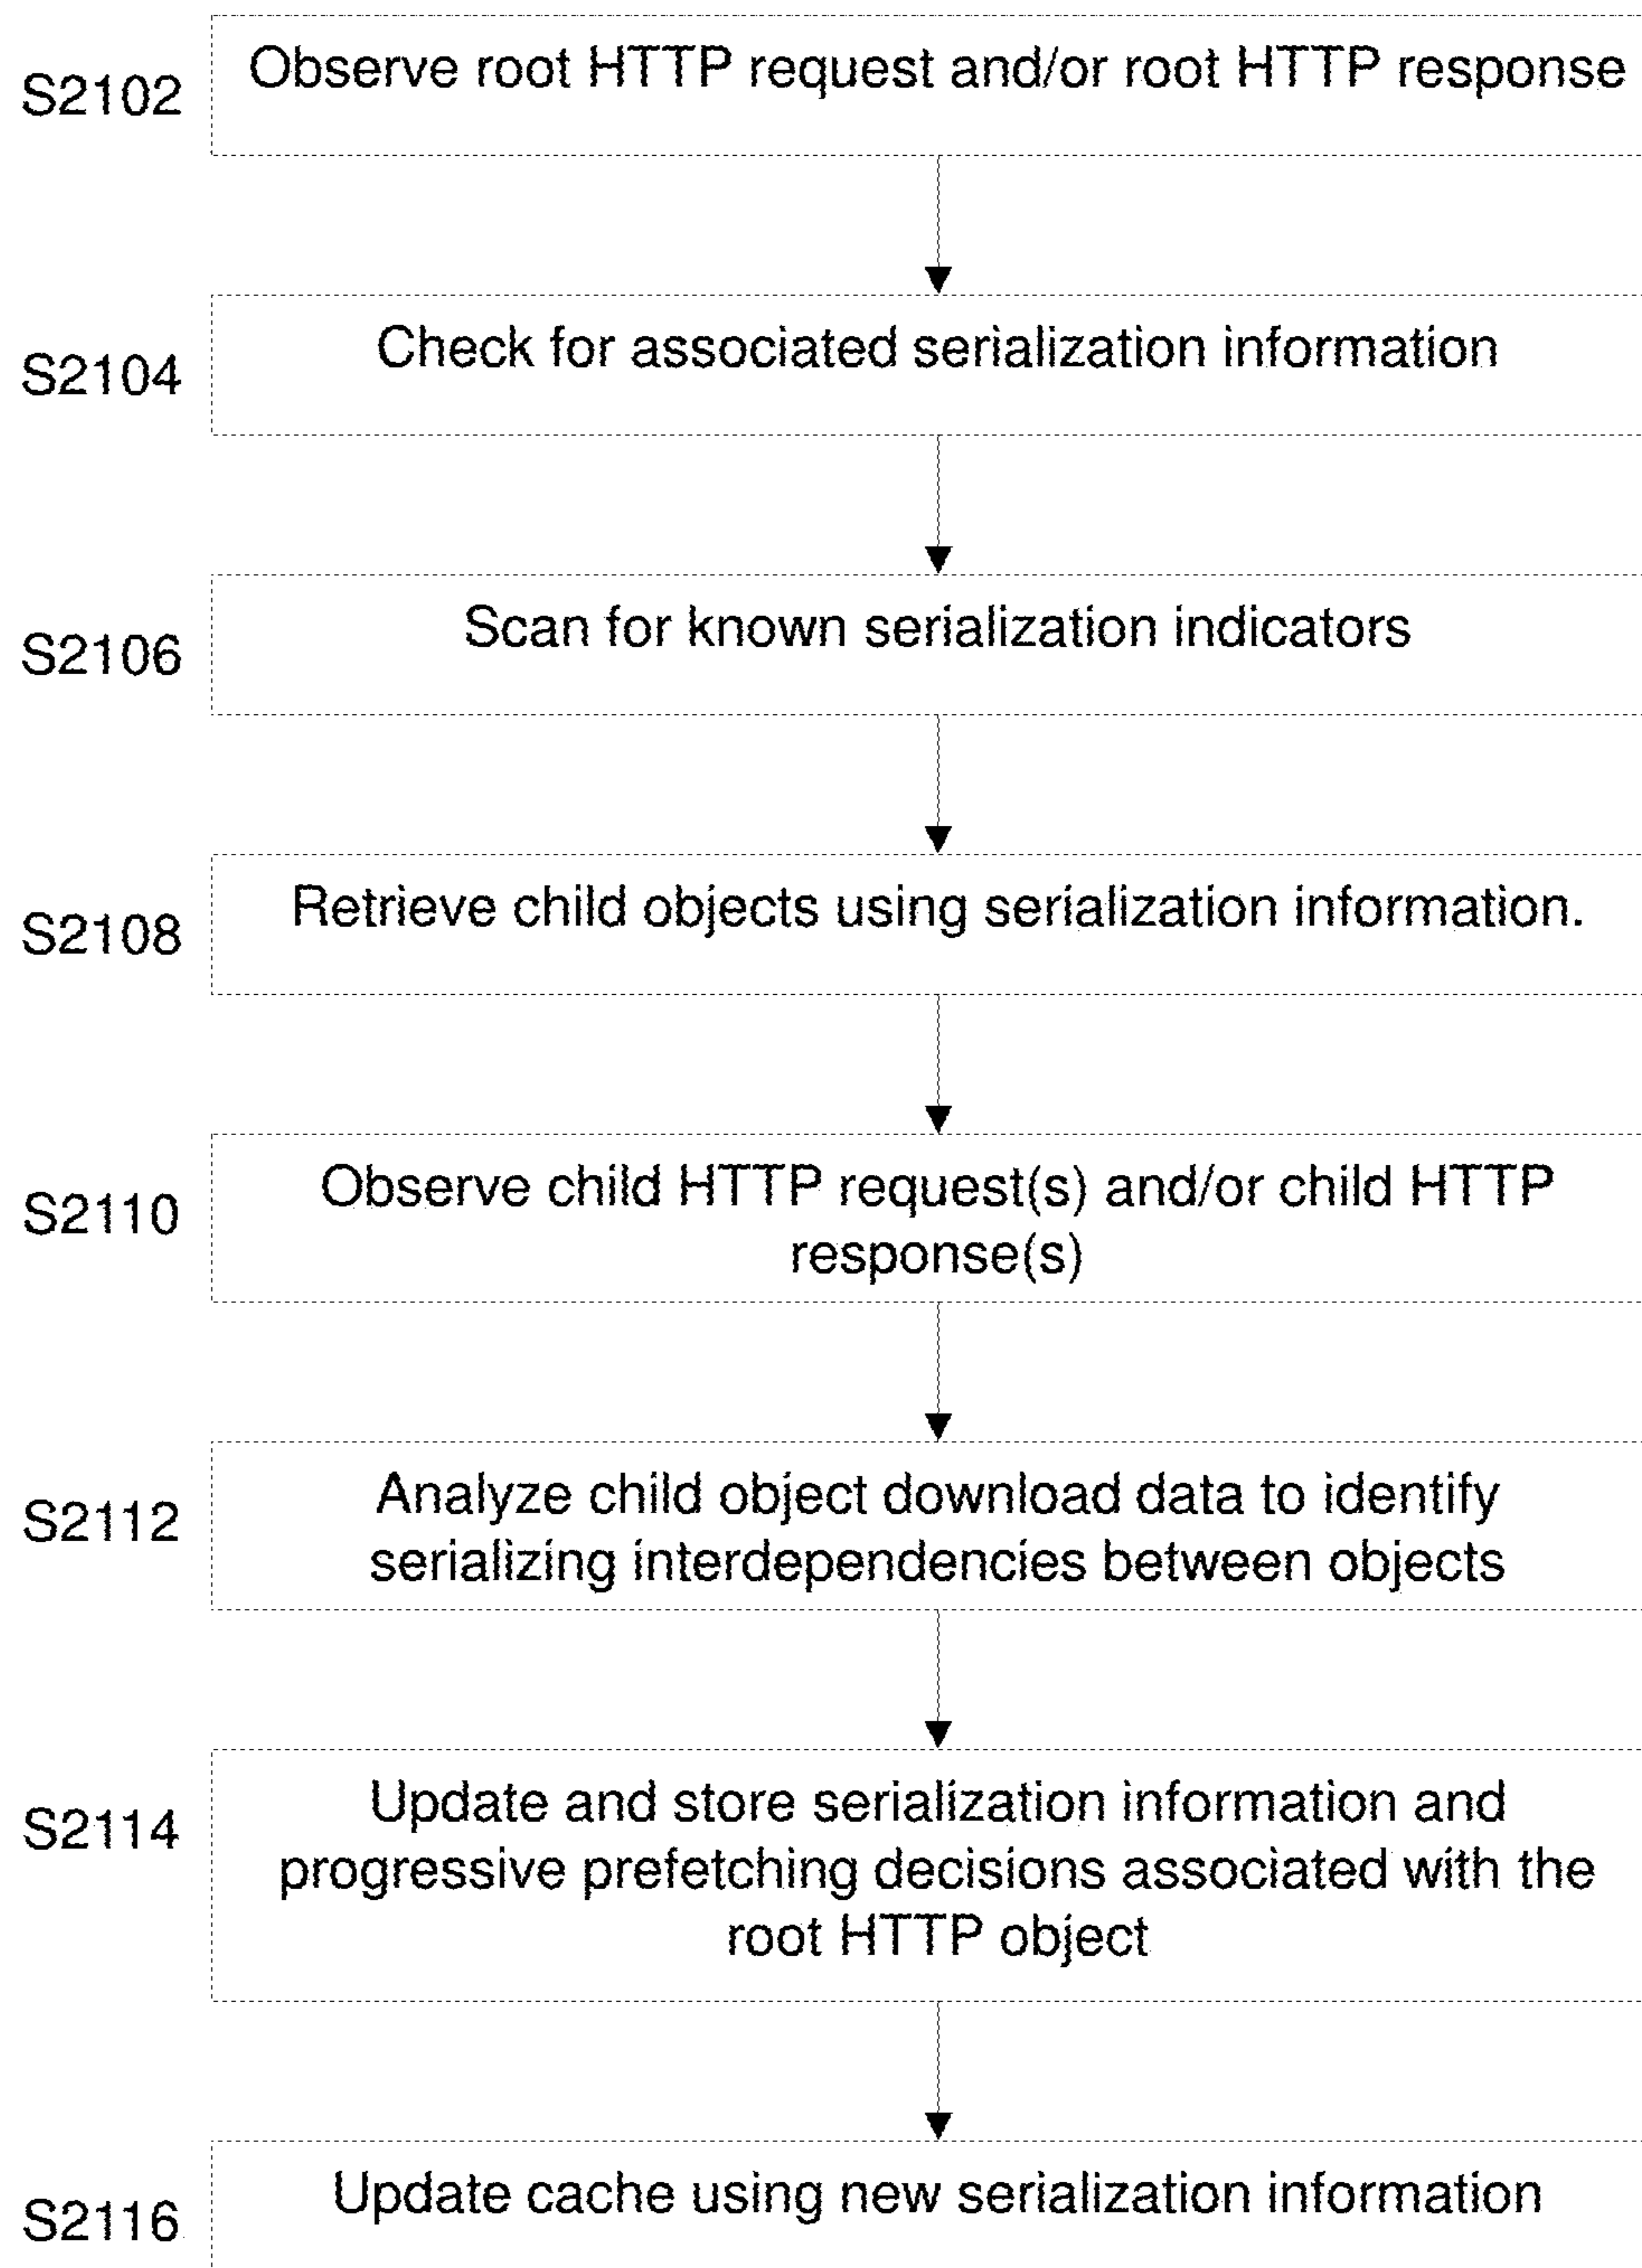 S2102
Observe root HTTP request and/or root HTTP response
S2104
Check for associated serialization information
S2106
Scan for known serialization indicators
S2108
Retrieve child objects using serialization information.
S2110
Observe child HTTP request(s) and/or child HTTP
response(s)
S2112
Analyze child object download data to identify
serializing interdependencies between objects
S2114
Update and store serialization information and
progressive prefetching decisions associated with the
root HTTP object
S2116
Update cache using new serialization information